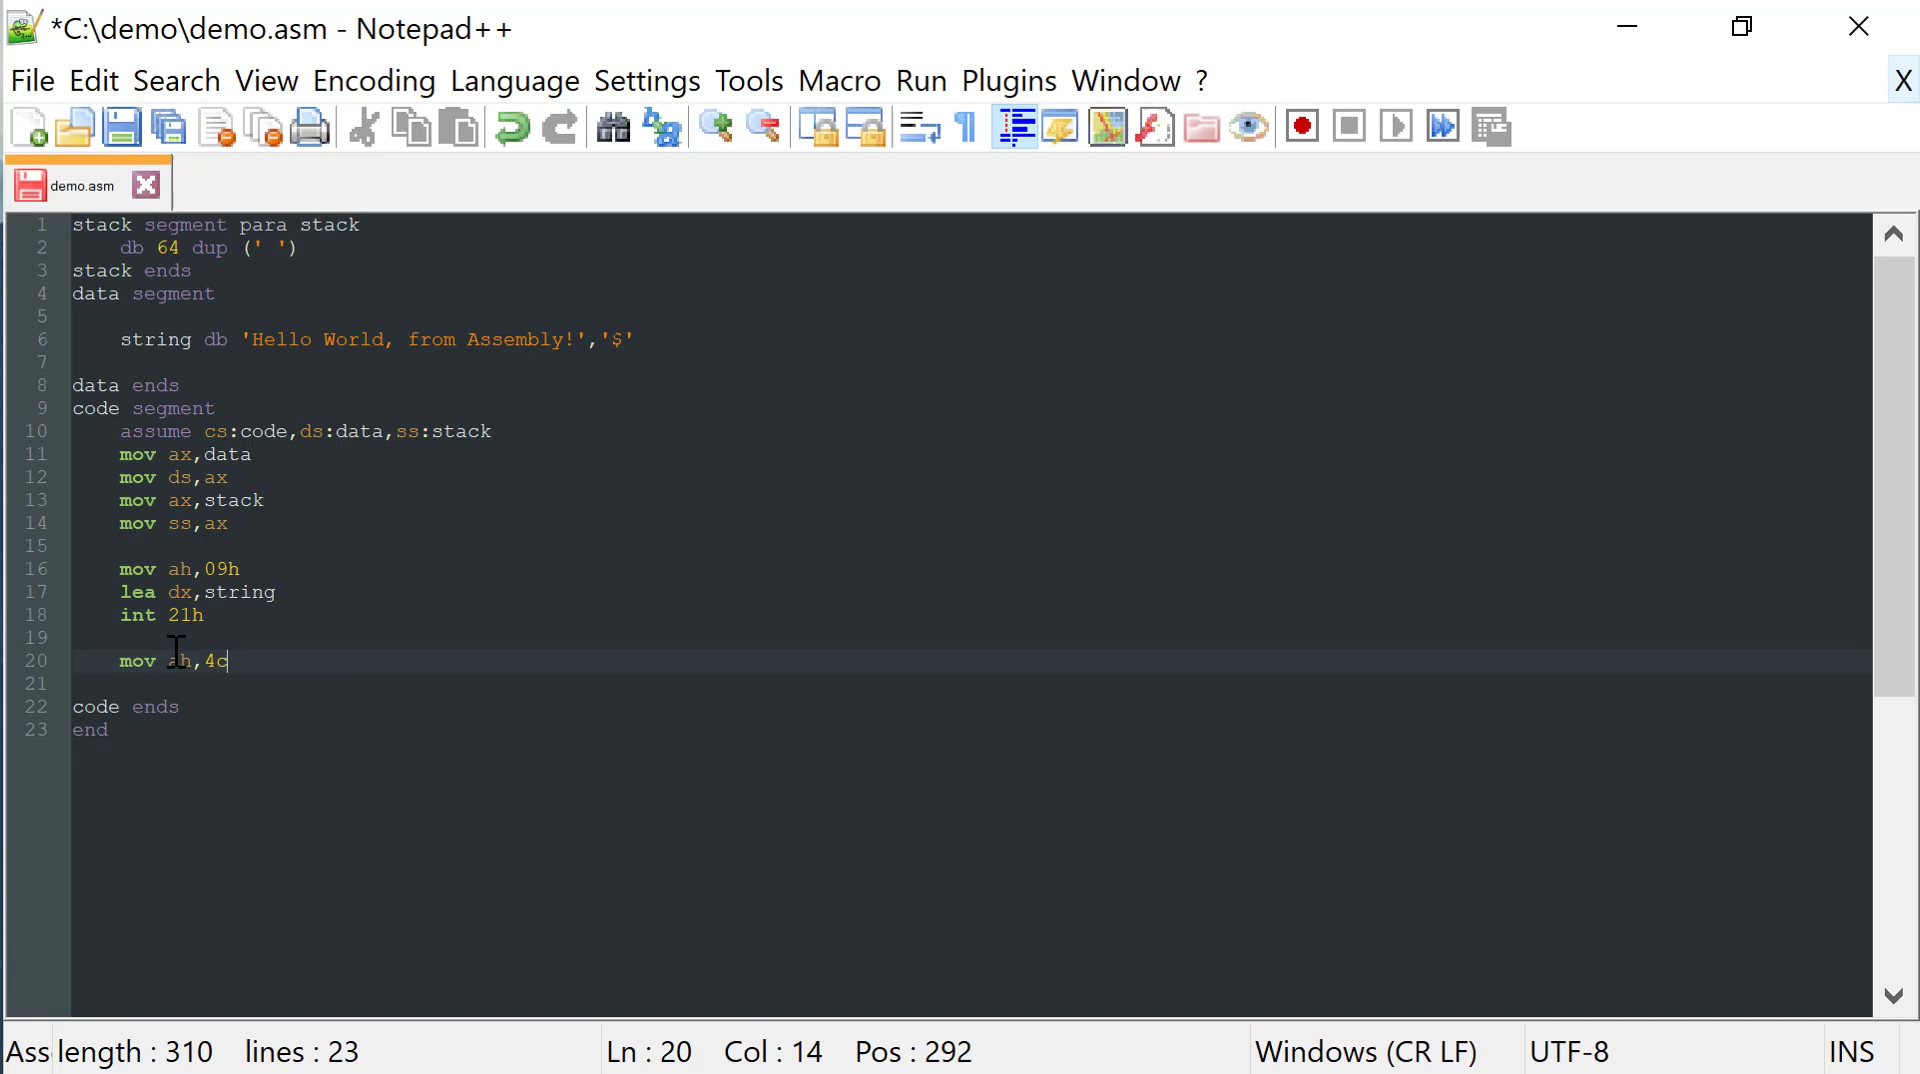 *C:\demo\demo.asm - Notepad++
File Edit Search View Encoding Language Settings Tools Macro Run Plugins Window ? X
demo.asm
1 stack segment para stack
2 db 64 dup (' ')
3 stack ends
4 data segment
5
6 string db 'Hello World, from Assembly!','$'
7
8 data ends
9 code segment
10 assume cs:code,ds:data,ss:stack
11 mov ax,data
12 mov ds,ax
13 mov ax,stack
14 mov ss,ax
15
16 mov ah,09h
17 lea dx,string
18 int 21h
19
20 mov ah,4c
21
22 code ends
23 end
Ass length : 310 lines : 23 Ln : 20 Col : 14 Pos : 292 Windows (CR LF) UTF-8 INS